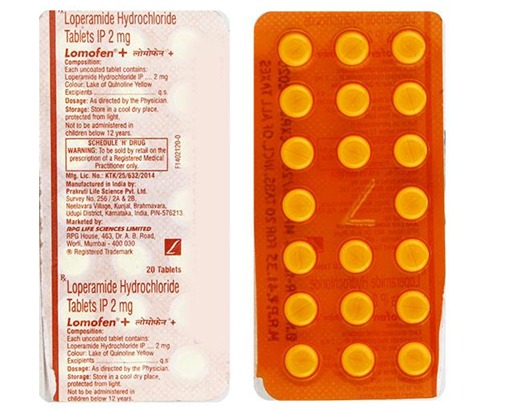 Loperamide Hydrochloride
Tablets IP 2 mg
Lomofen®+ लोमोफेन®+
Composition:
Each uncoated tablet contains:
Loperamide Hydrochloride IP .... 2 mg
Colour: Lake of Quinoline Yellow
Excipients q.s.
Dosage: As directed by the Physician.
Storage: Store in a cool dry place,
protected from light.
Not to be administered in
children below 12 years.
SCHEDULE 'H' DRUG
WARNING: To be sold by retail on the
prescription of a Registered Medical
Practitioner only.
F1402120-0
Mfg. Lic. No.: KTK/25/632/2014
Manufactured in India by:
Prakruti Life Science Pvt. Ltd.
Survey No. 256 / 2A & 2B,
Neelavara Village, Kunjal, Brahmavara,
Udupi District, Karnataka, India, PIN-576213
Marketed by:
RPG LIFE SCIENCES LIMITED
RPG House, 463, Dr. A. B. Road,
Worli, Mumbai - 400 030
® Registered Trademark
20 Tablets
Rx
Loperamide Hydrochloride
Tablets IP 2 mg
Lomofen®+ लोमोफेन®+
Composition:
Each uncoated tablet contains:
Loperamide Hydrochloride IP .... 2 mg
Colour: Lake of Quinoline Yellow
Excipients q.s.
Dosage: As directed by the Physician.
Storage: Store in a cool dry place,
protected from light.
Not to be administered in
children below 12 years.
INCL. OF ALL TAXES